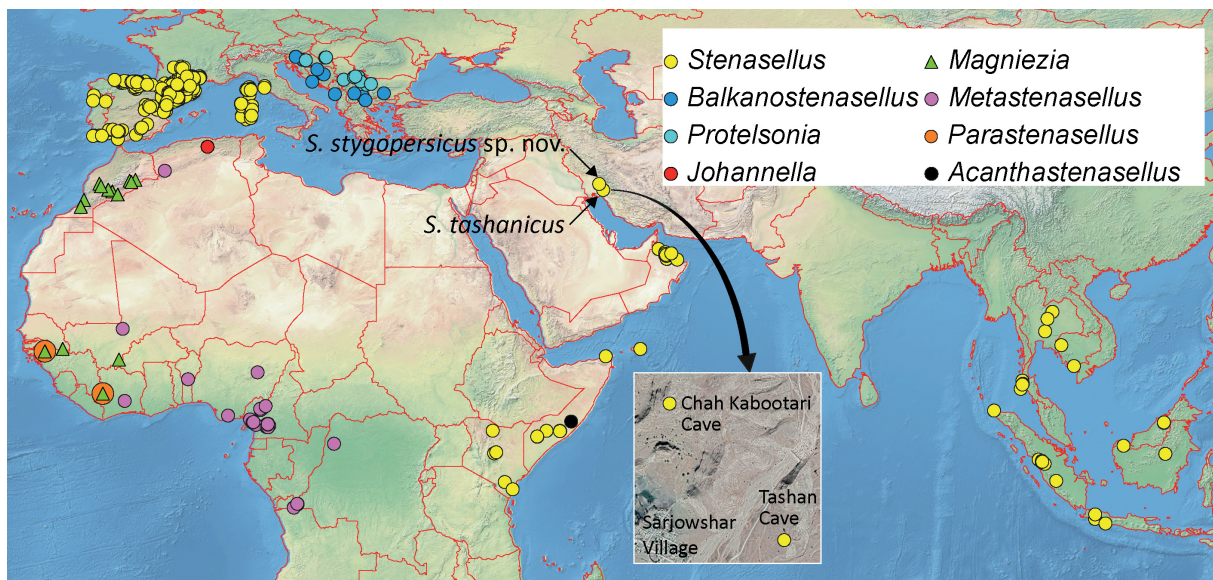 Stenasellus
Magniezia
Balkanostenasellus
Metastenasellus
Protelsonia
Parastenasellus
Johannella
Acanthastenasellus
S. stygopersicus sp. nov.
S. tashanicus
Chah Kabootari
Cave
Tashan
Cave
Sarjowshar
Village